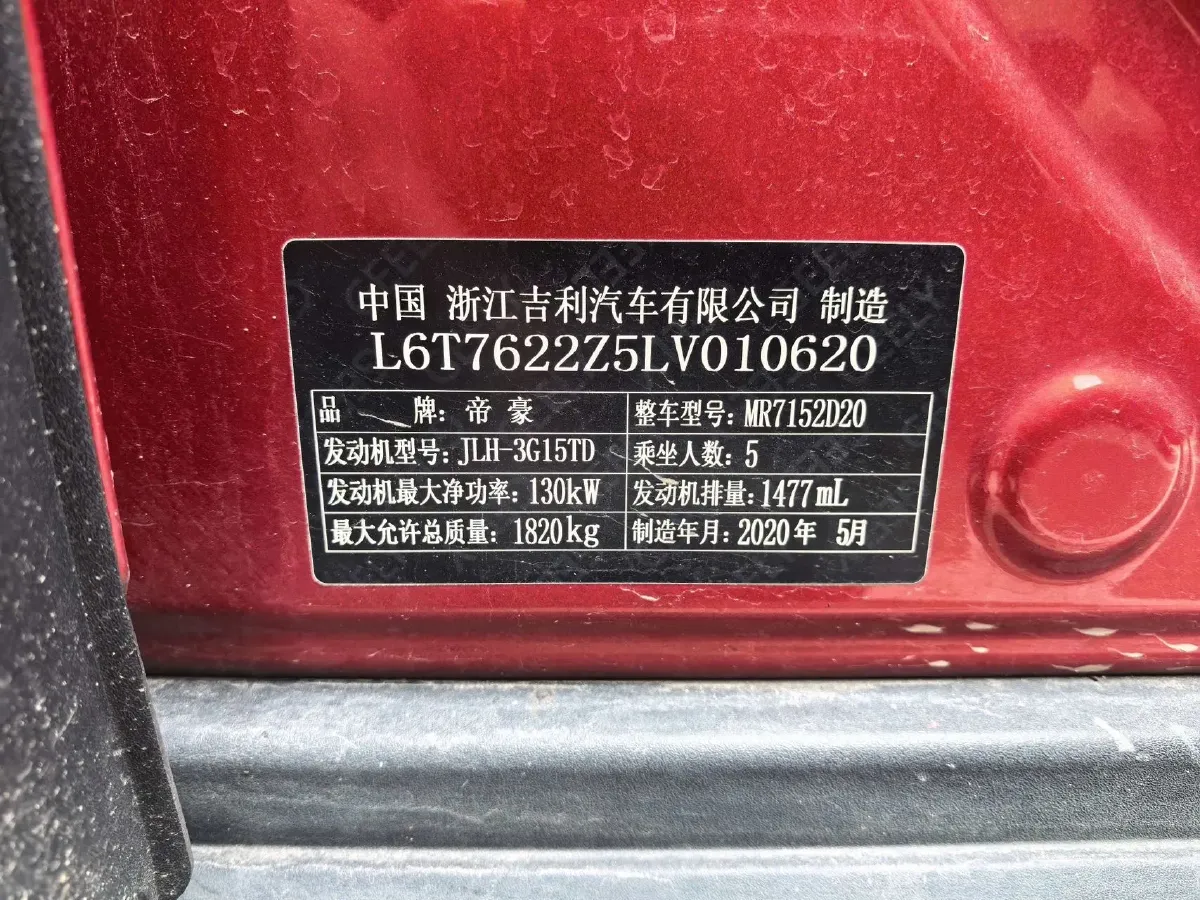 中国 浙江吉利汽车有限公司 制造
L6T7622Z5LV010620
品 牌: 帝豪 整车型号: MR7152D20
发动机型号: JLH-3G15TD 乘坐人数: 5
发动机最大净功率: 130kW 发动机排量: 1477mL
最大允许总质量: 1820kg 制造年月: 2020年 5月